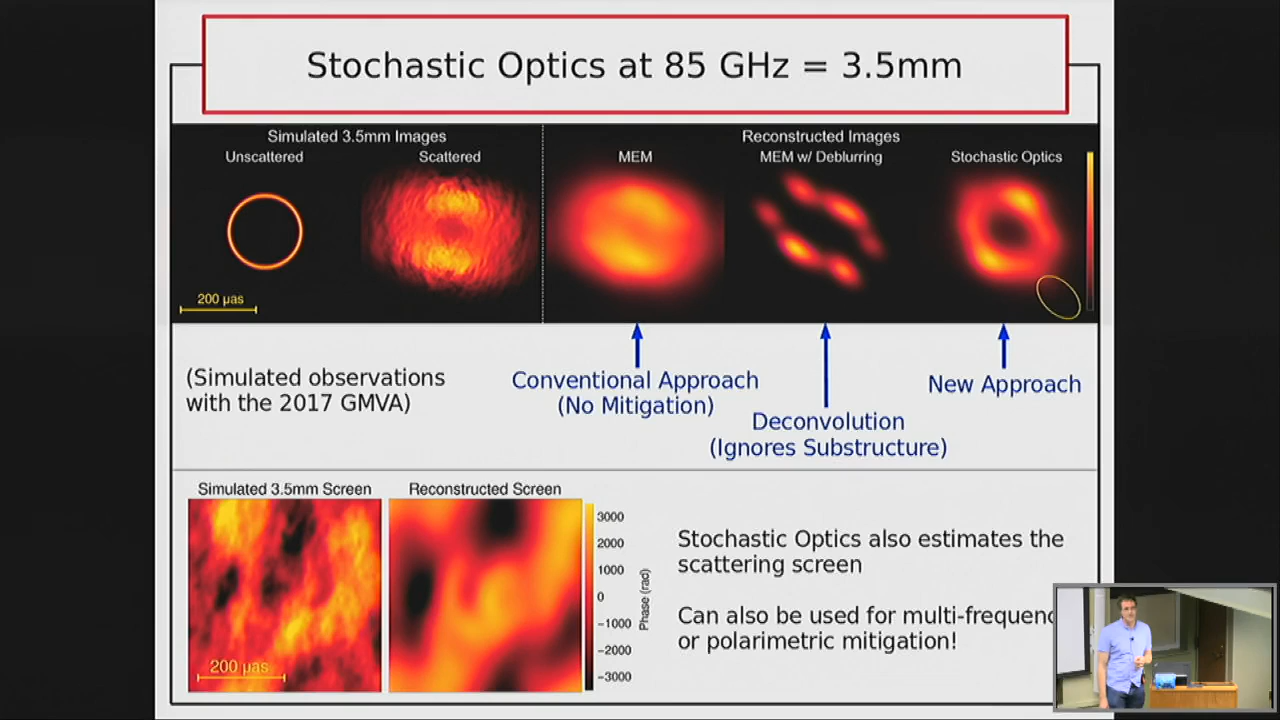 Stochastic Optics at 85 GHz = 3.5mm
Simulated 3.5mm Images
Reconstructed Images
Unscattered
Scattered
MEM
MEM w/ Deblurring
Stochastic Optics
200 µas
(Simulated observations
with the 2017 GMVA)
Conventional Approach
(No Mitigation)
Deconvolution
(Ignores Substructure)
New Approach
Simulated 3.5mm Screen
Reconstructed Screen
200 µas
3000
2000
1000
0
−1000
−2000
−3000
Phase (rad)
Stochastic Optics also estimates the
scattering screen
Can also be used for multi-frequenc
or polarimetric mitigation!